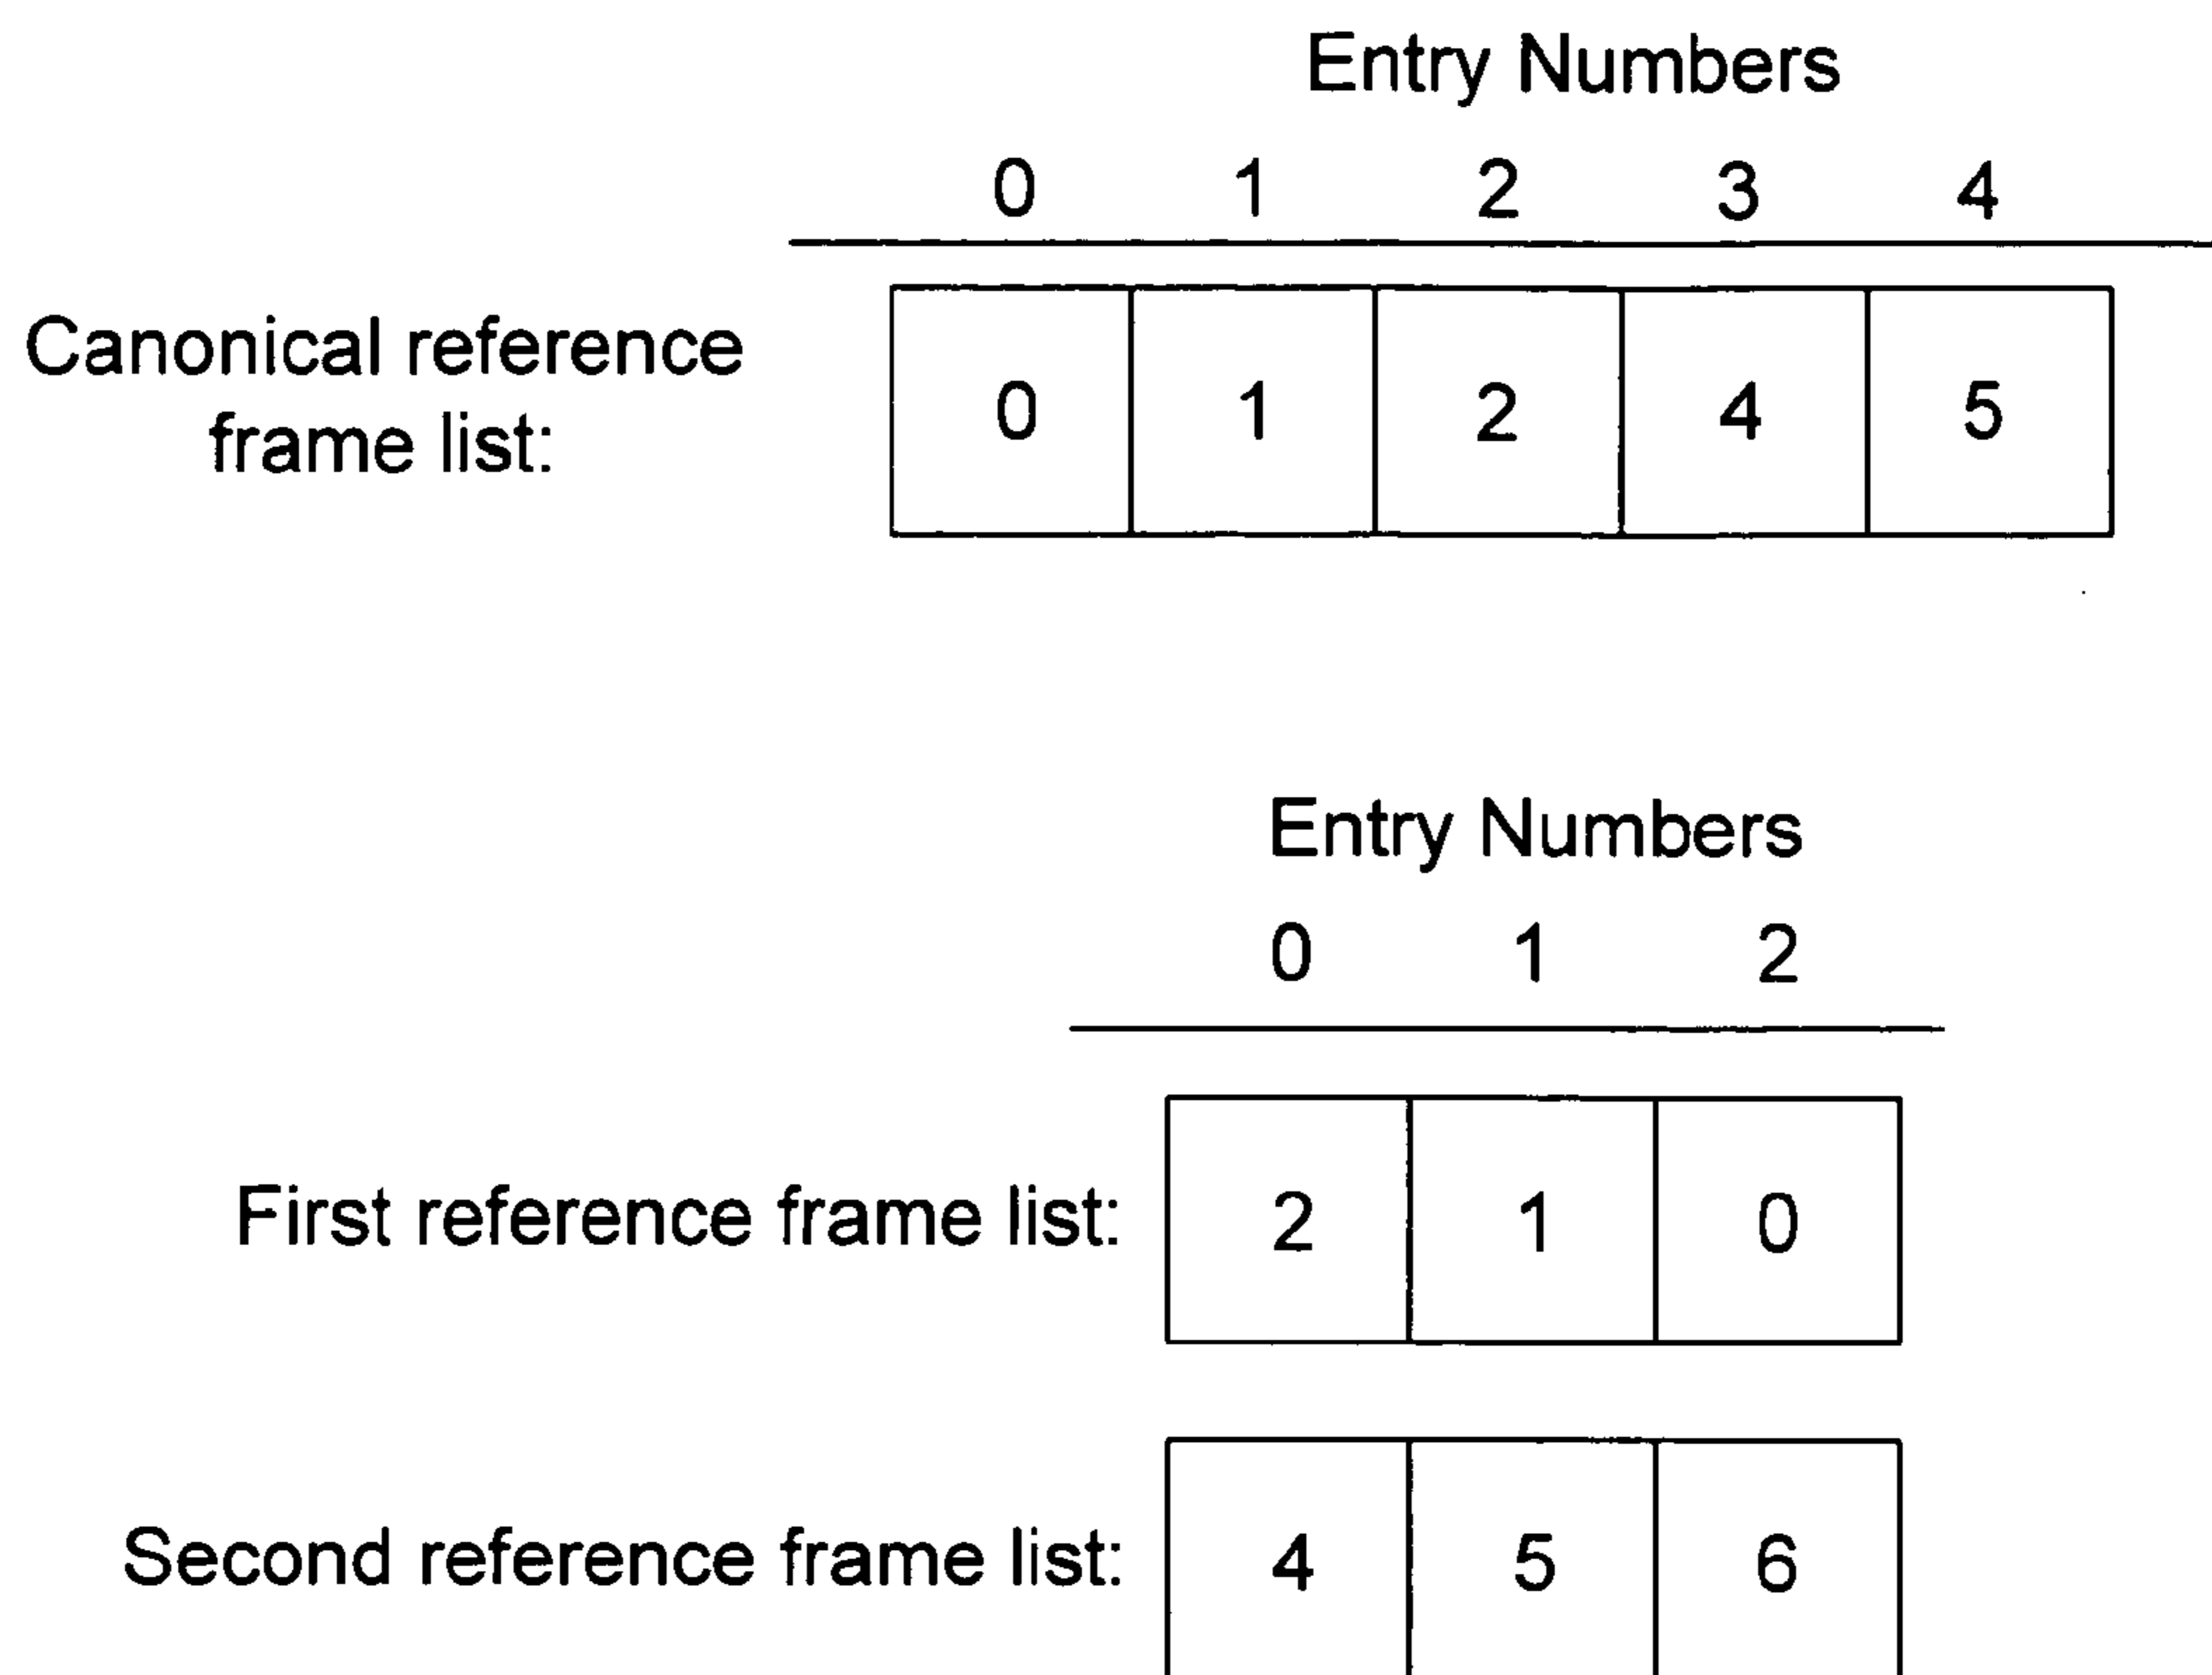 Entry Numbers
0 1 2 3 4
Canonical reference
frame list:
0 1 2 4 5
Entry Numbers
0 1 2
First reference frame list: 2 1 0
Second reference frame list: 4 5 6